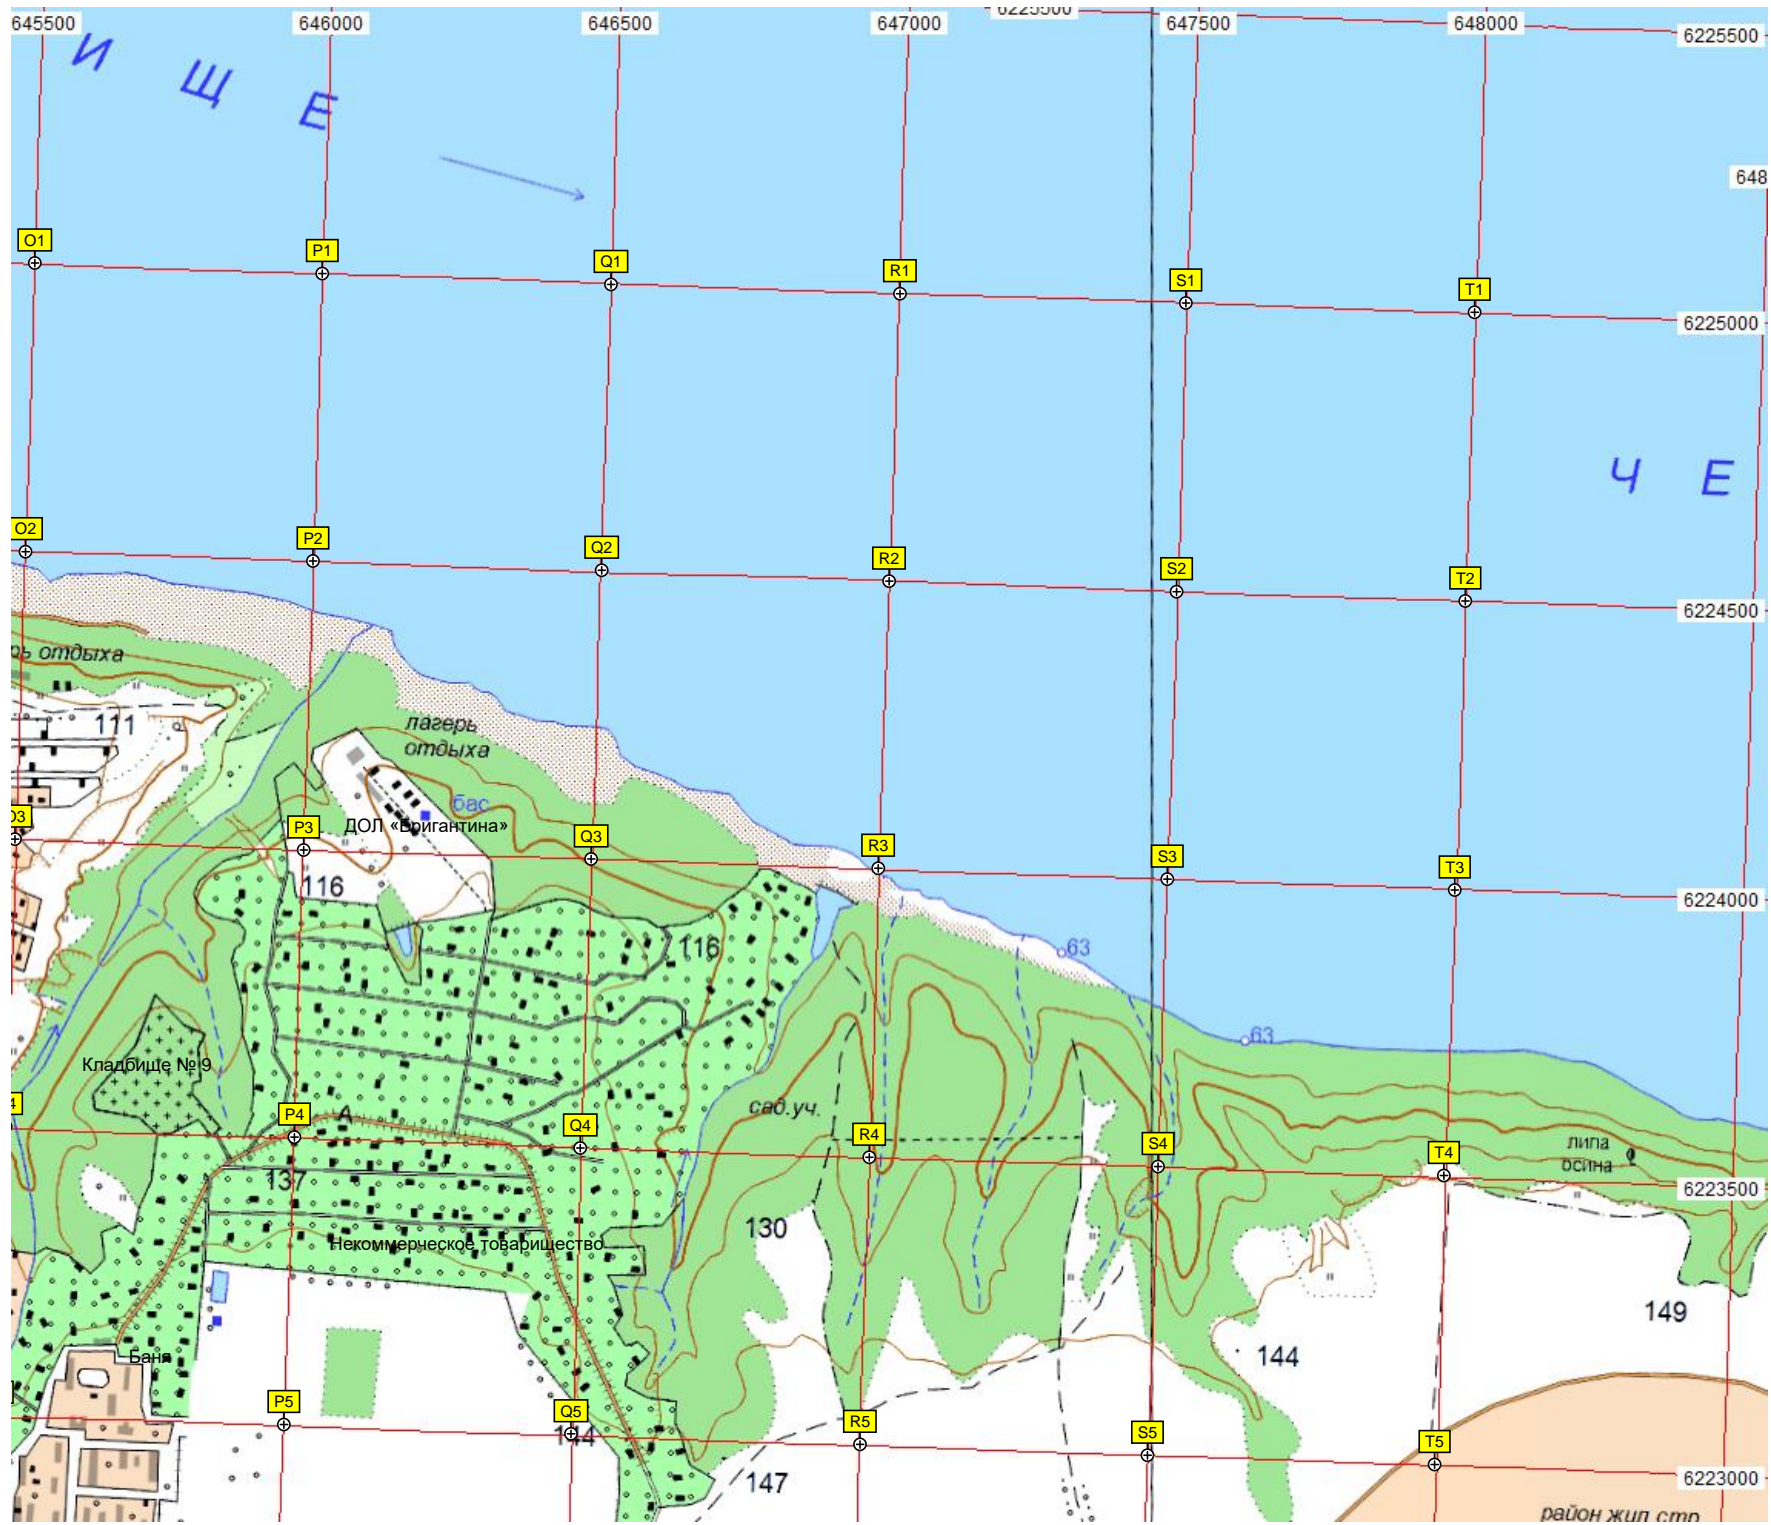 645500 646000 646500 647000 6225500 647500 648000
6225500
И Щ Е
648
O1 P1 Q1 R1 S1 T1
6225000
Ч Е
O2 P2 Q2 R2 S2 T2
6224500
отдыха
111
лагерь
отдыха
бас
ДОЛ «Бригантина»
O3 P3 Q3 R3 S3 T3
116
6224000
116
63
63
Кладбище № 9
сад.уч.
4 P4 А Q4 R4 S4 T4
липа
осина
137
6223500
130
Некоммерческое товарищество
149
144
Баня
P5 Q5 R5 S5 T5
144
147
6223000
район жил стр